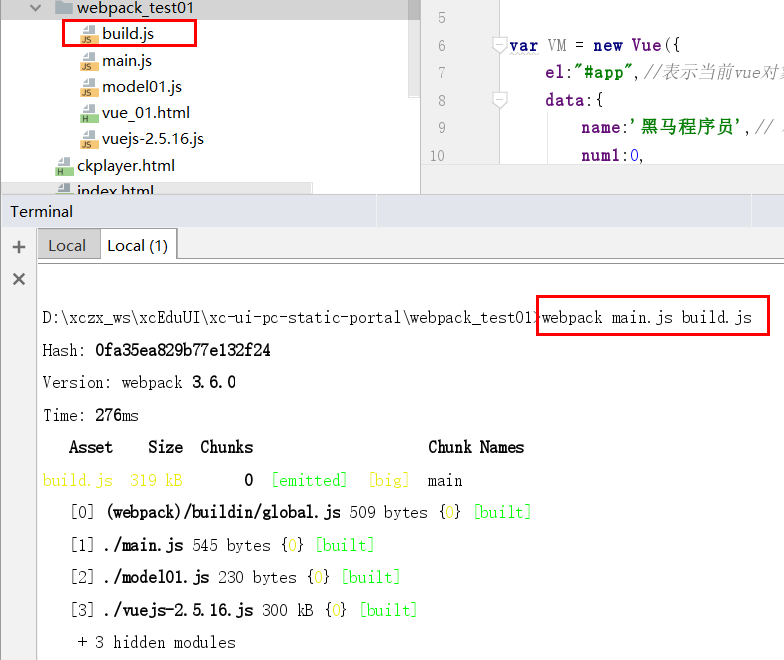 webpack_test01
build.js
main.js
model01.js
vue_01.html
vuejs-2.5.16.js
ckplayer.html
index.html
5
6 var VM = new Vue({
7 el:"#app",//表示当前vue对
8 data:{
9 name:'黑马程序员',//
10 num1:0,
Terminal
Local Local (1)
D:\xczx_ws\xcEduUI\xc-ui-pc-static-portal\webpack_test01>webpack main.js build.js
Hash: 0fa35ea829b77e132f24
Version: webpack 3.6.0
Time: 276ms
Asset Size Chunks Chunk Names
build.js 319 kB 0 [emitted] [big] main
[0] (webpack)/buildin/global.js 509 bytes {0} [built]
[1] ./main.js 545 bytes {0} [built]
[2] ./model01.js 230 bytes {0} [built]
[3] ./vuejs-2.5.16.js 300 kB {0} [built]
+ 3 hidden modules